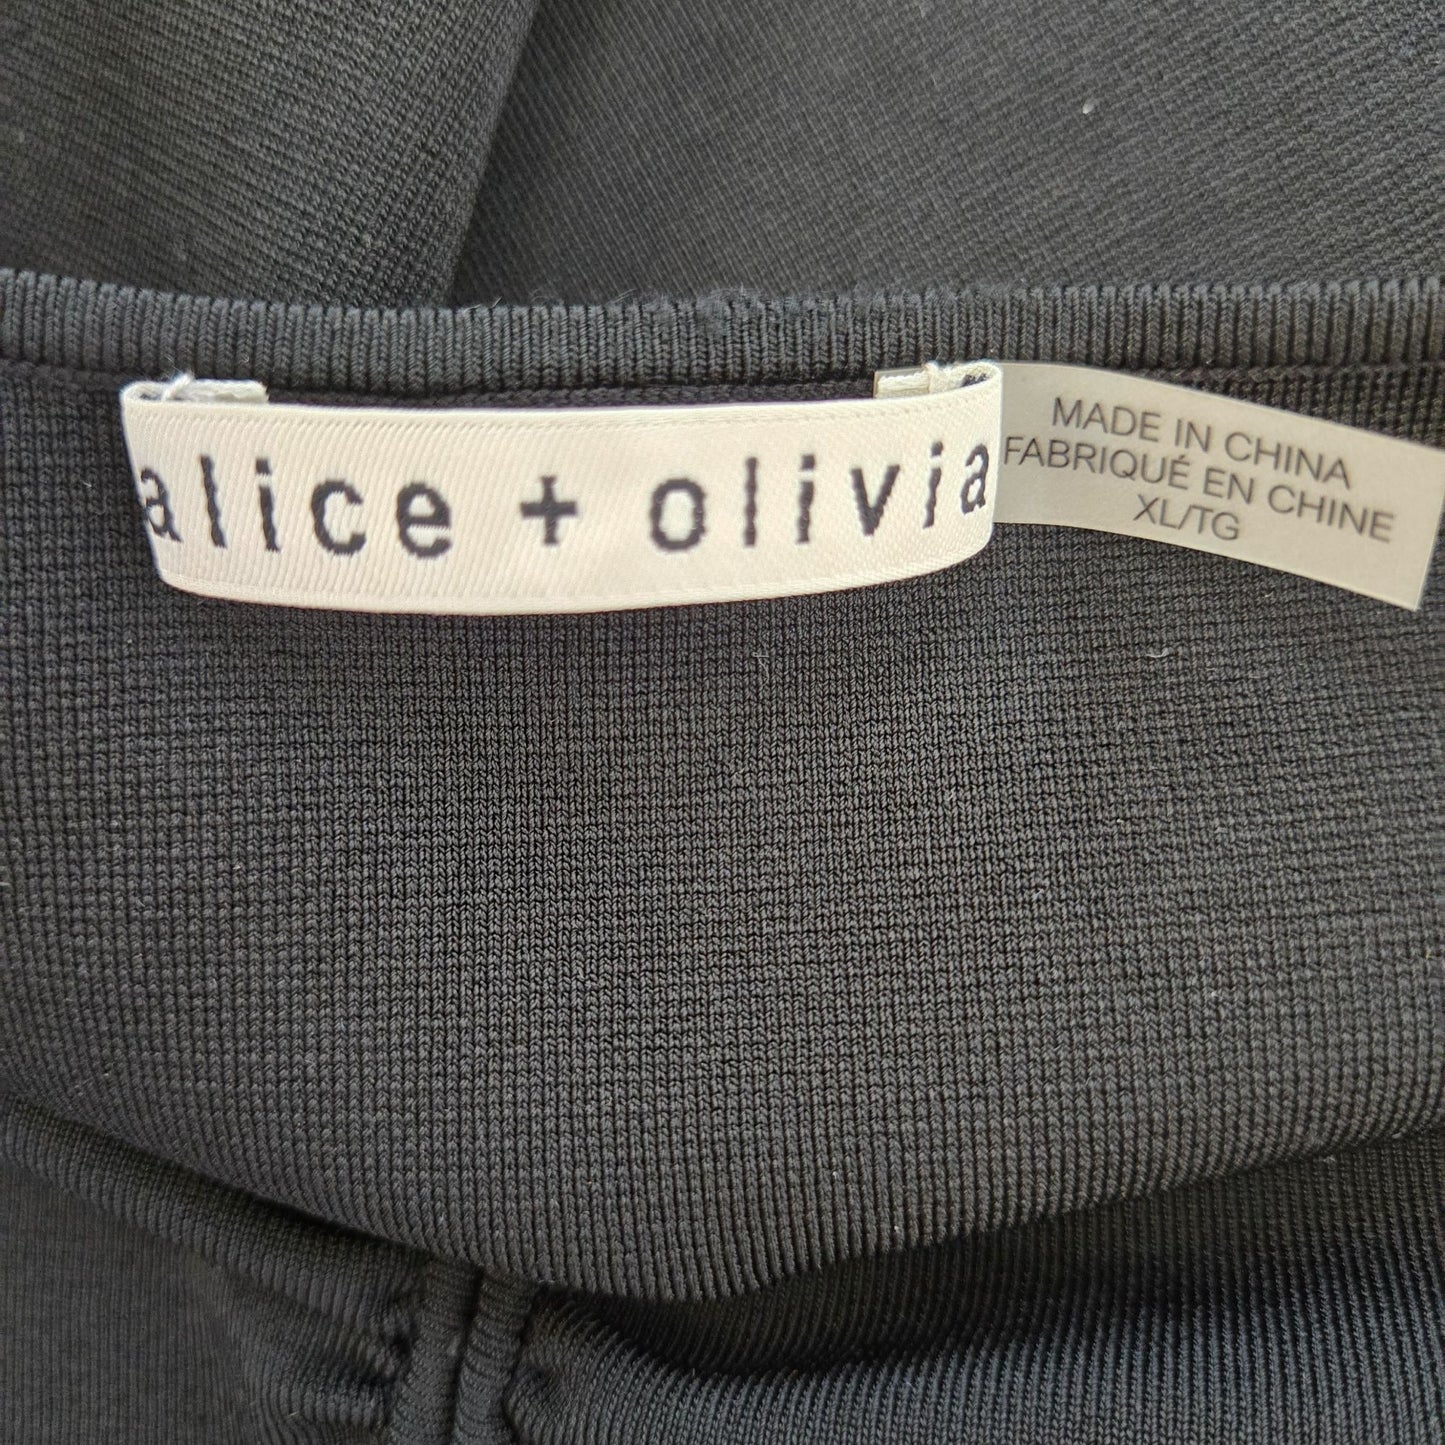 alice + olivia
MADE IN CHINA
FABRIQUÉ EN CHINE
XL/TG